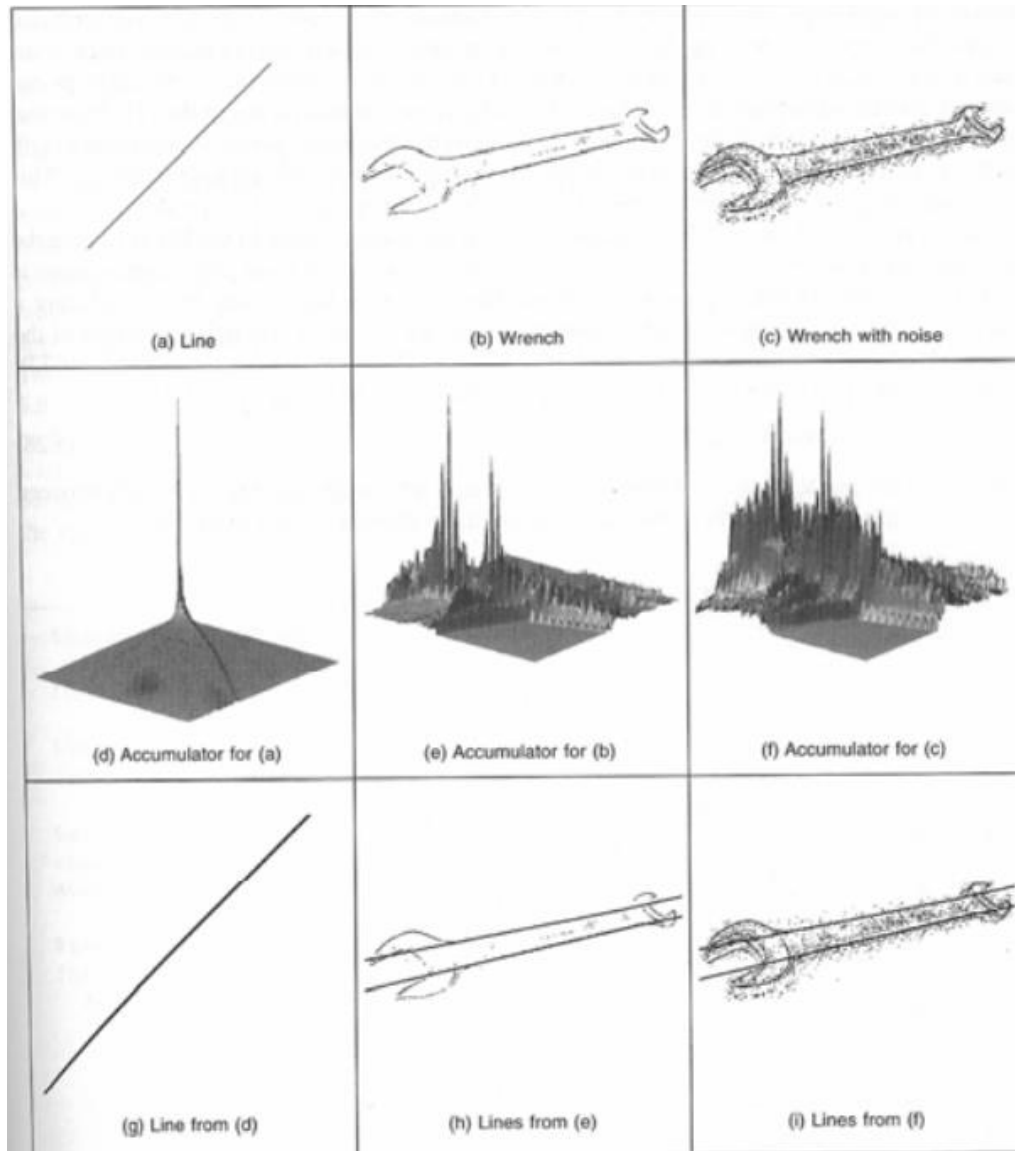 (a) Line
(b) Wrench
(c) Wrench with noise
(d) Accumulator for (a)
(e) Accumulator for (b)
(f) Accumulator for (c)
(g) Line from (d)
(h) Lines from (e)
(i) Lines from (f)